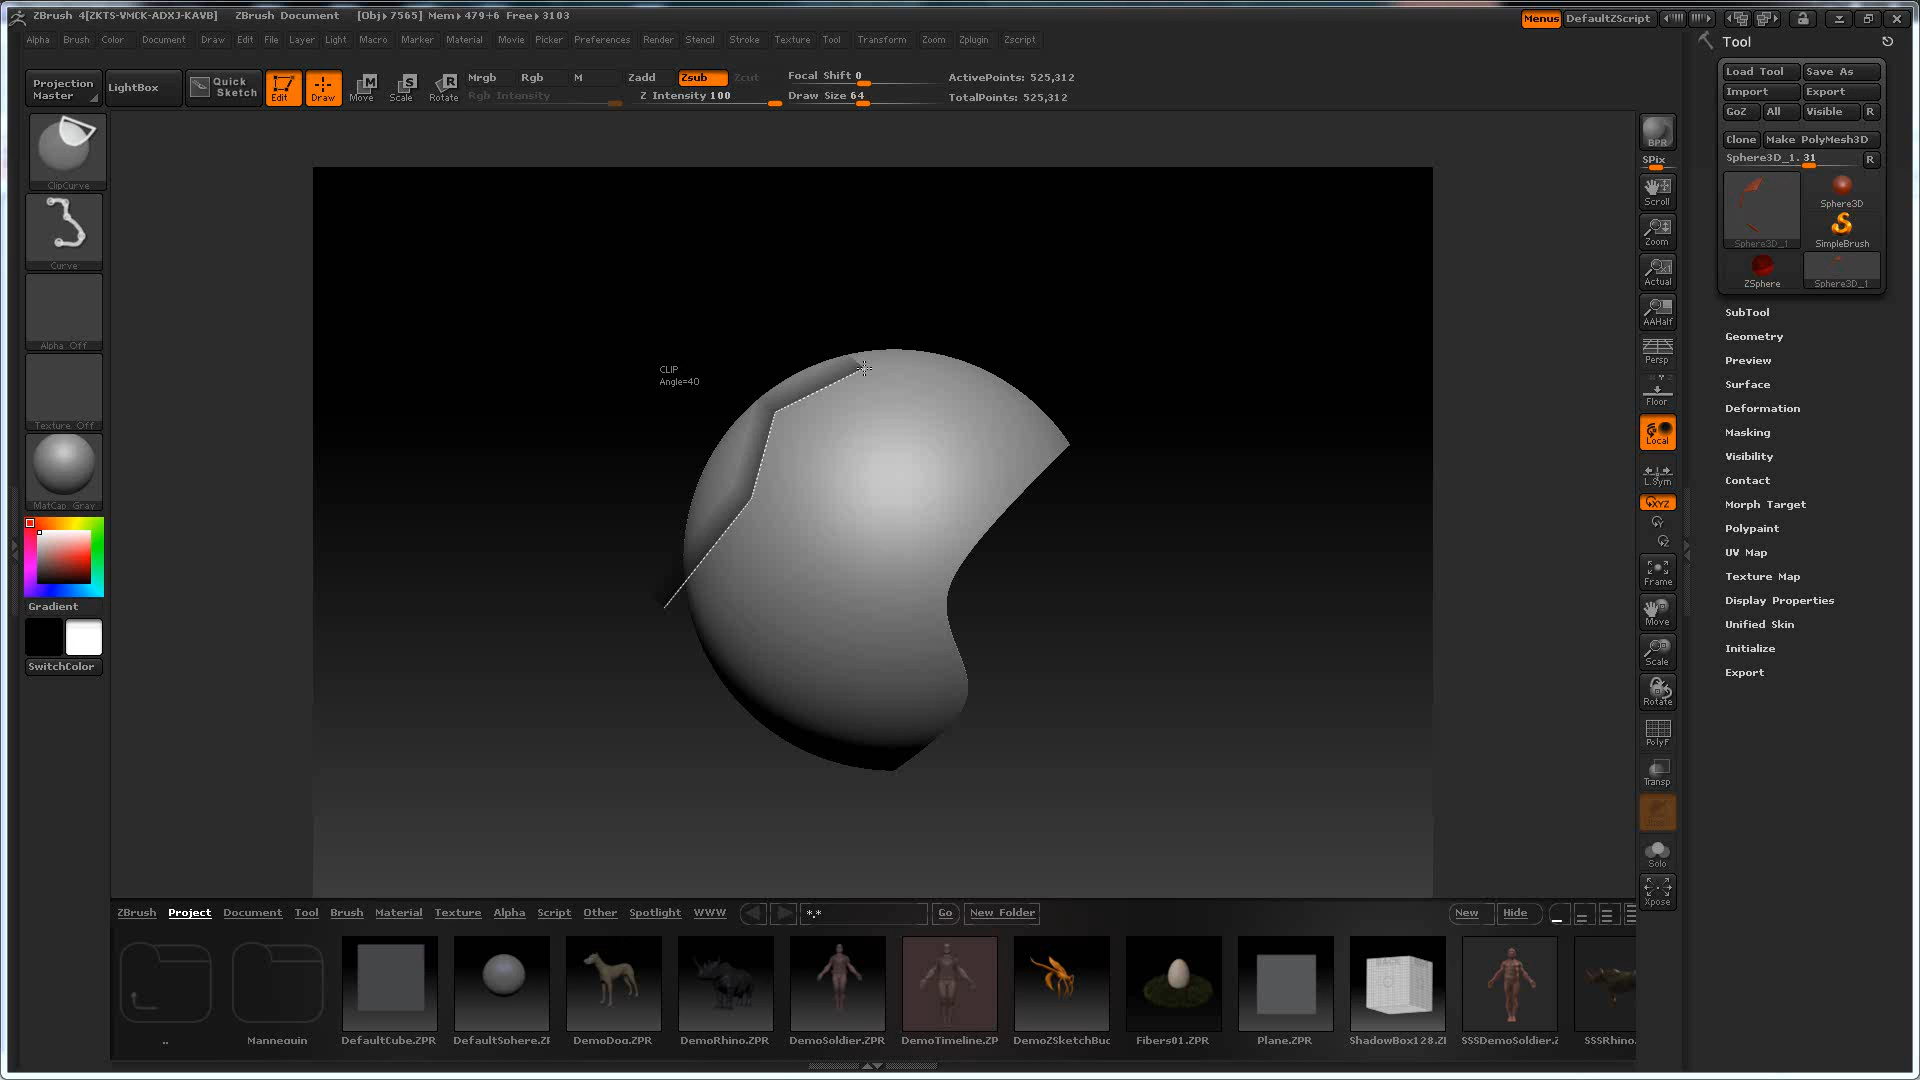 ZBrush 4[ZKTS-VMCK-ADXJ-KAVB] ZBrush Document [Obj▸7565] Mem▸479+6 Free▸3103
Menus DefaultZScript
Alpha Brush Color Document Draw Edit File Layer Light Macro Marker Material Movie Picker Preferences Render Stencil Stroke Texture Tool Transform Zoom Zplugin Zscript
Tool
Projection Master
LightBox
Quick Sketch
Edit Draw Move Scale Rotate
Mrgb Rgb M Zadd Zsub Zcut
Rgb Intensity Z Intensity 100
Focal Shift 0
Draw Size 64
ActivePoints: 525,312
TotalPoints: 525,312
Load Tool Save As
Import Export
GoZ All Visible R
Clone Make PolyMesh3D
Sphere3D_1. 31 R
Sphere3D
Sphere3D_1 SimpleBrush
ZSphere Sphere3D_1
SubTool
Geometry
Preview
Surface
Deformation
Masking
Visibility
Contact
Morph Target
Polypaint
UV Map
Texture Map
Display Properties
Unified Skin
Initialize
Export
ClipCurve
Curve
Alpha Off
Texture Off
MatCap Gray
Gradient
SwitchColor
CLIP
Angle=40
BPR
SPix
Scroll
Zoom
Actual
AAHalf
Persp
Floor
Local
L.Sym
XYZ
Y
Z
Frame
Move
Scale
Rotate
PolyF
Transp
Solo
Xpose
ZBrush Project Document Tool Brush Material Texture Alpha Script Other Spotlight WWW *.* Go New Folder New Hide
.. Mannequin DefaultCube.ZPR DefaultSphere.ZF DemoDog.ZPR DemoRhino.ZPR DemoSoldier.ZPR DemoTimeline.ZP DemoZSketchBug Fibers01.ZPR Plane.ZPR ShadowBox128.ZI SSSDemoSoldier.Z SSSRhino.